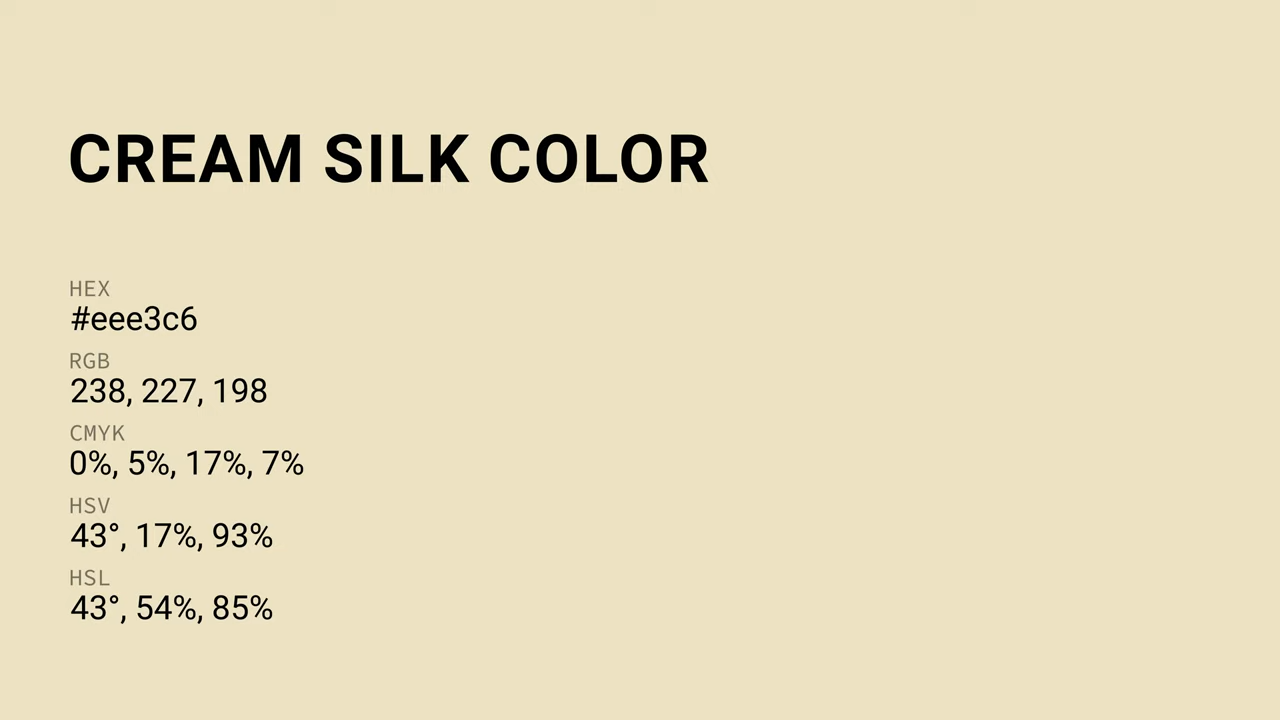 CREAM SILK COLOR
HEX
#eee3c6
RGB
238, 227, 198
CMYK
0%, 5%, 17%, 7%
HSV
43°, 17%, 93%
HSL
43°, 54%, 85%